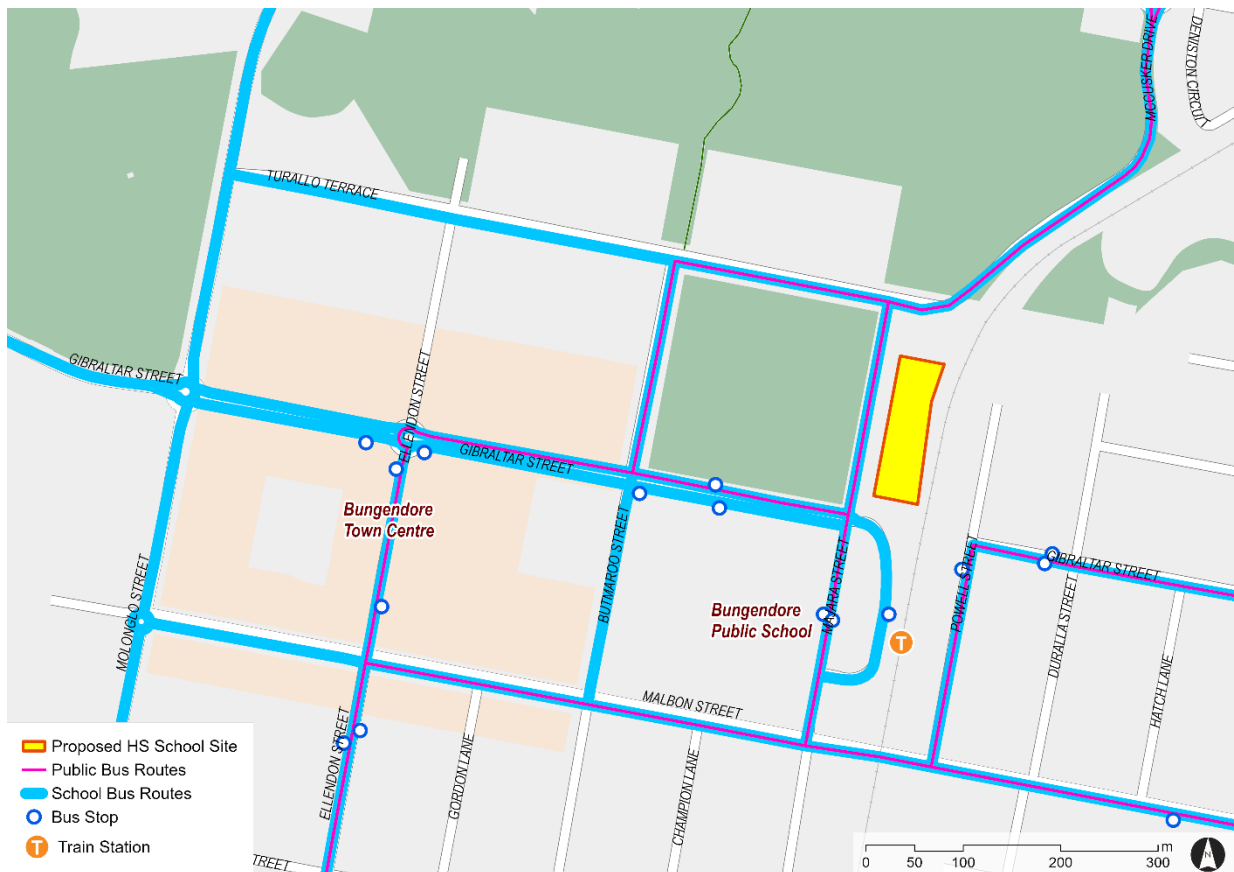 MCCUSKER DRIVE
DENISTON CIRCUIT
TURALLO TERRACE
GIBRALTAR STREET
ELLENDON STREET
GIBRALTAR STREET
Bungendore
Town Centre
MOLONGLO STREET
BUTMAROO STREET
Bungendore
Public School
MAJARA STREET
T
POWELL STREET
GIBRALTAR STREET
DURALLA STREET
HATCH LANE
MALBON STREET
ELLENDON STREET
GORDON LANE
CHAMPION LANE
STREET
Proposed HS School Site
Public Bus Routes
School Bus Routes
Bus Stop
T Train Station
m
0 50 100 200 300
N